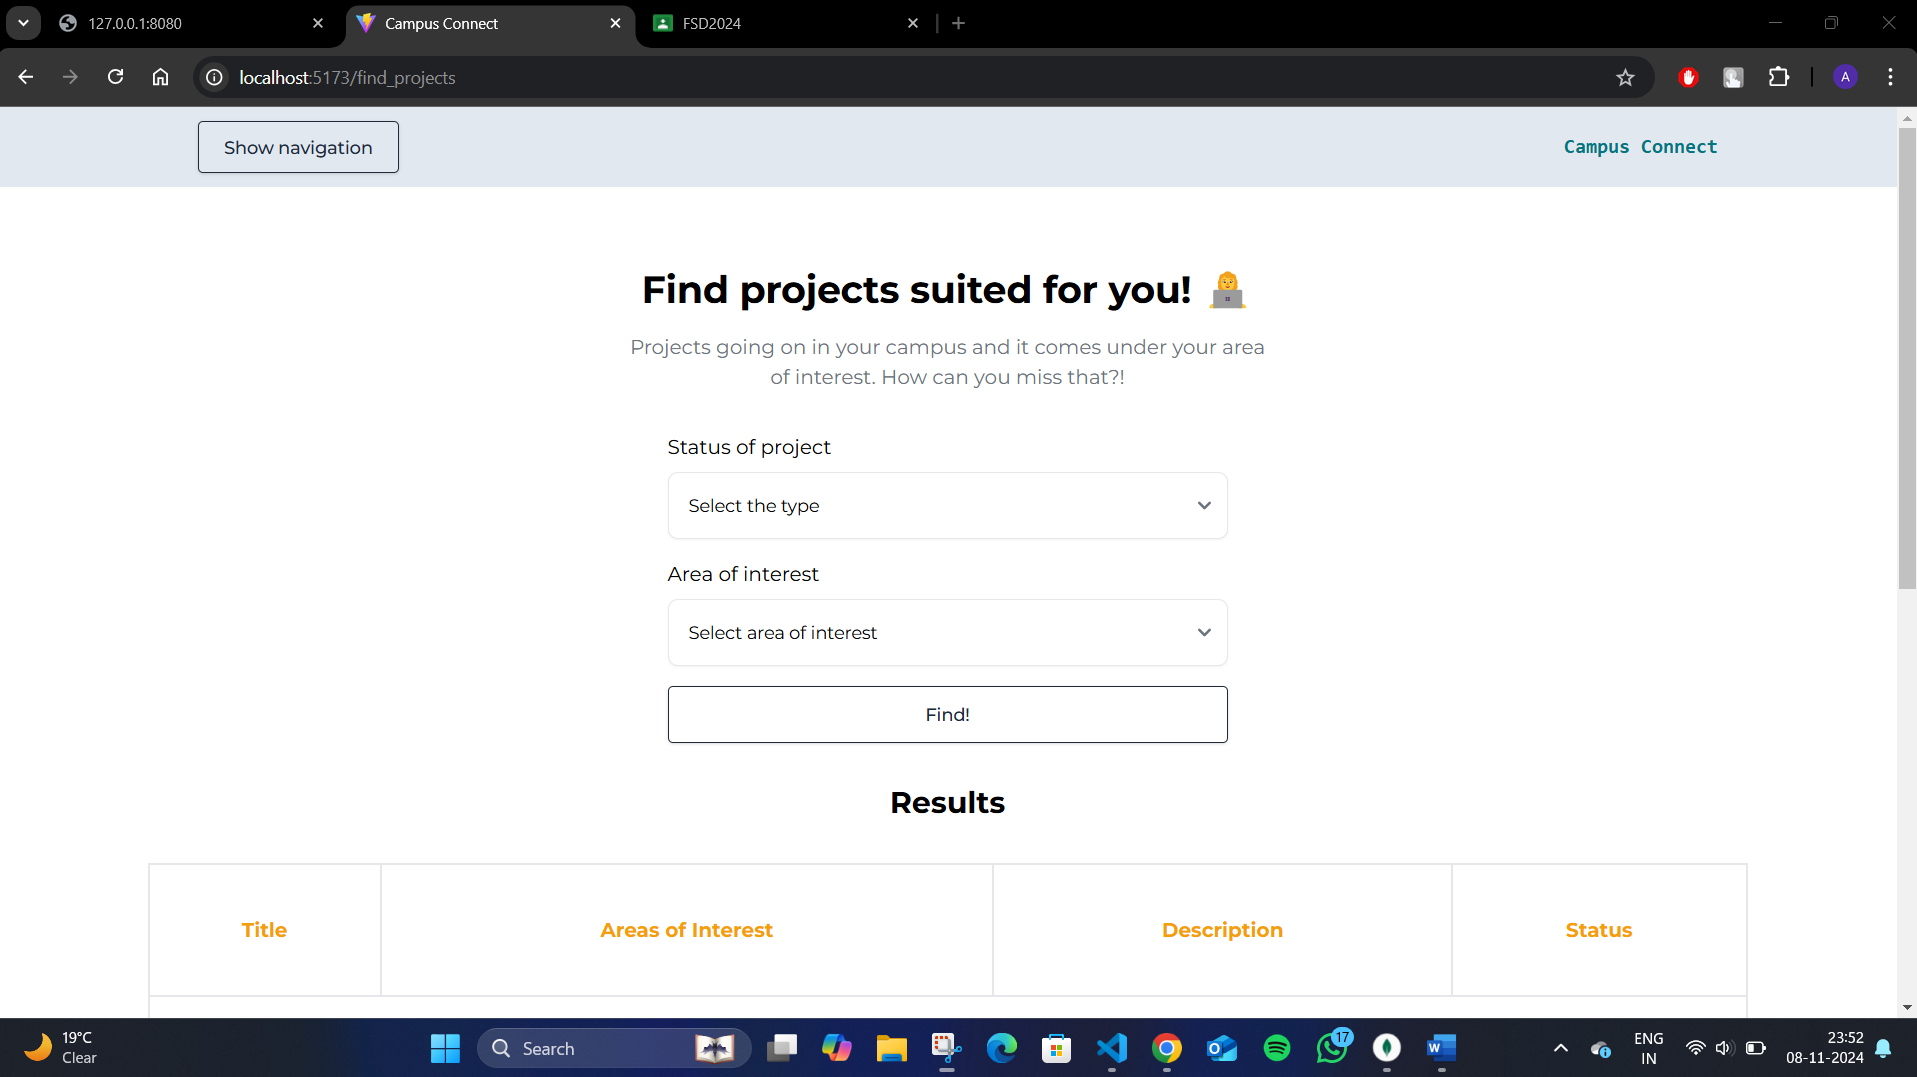 127.0.0.1:8080
Campus Connect
FSD2024
localhost:5173/find_projects
A
Show navigation
Campus Connect
Find projects suited for you!
Projects going on in your campus and it comes under your area
of interest. How can you miss that?!
Status of project
Select the type
Area of interest
Select area of interest
Find!
Results
Title Areas of Interest Description Status
19°C
Clear
Search
17
ENG
IN
23:52
08-11-2024